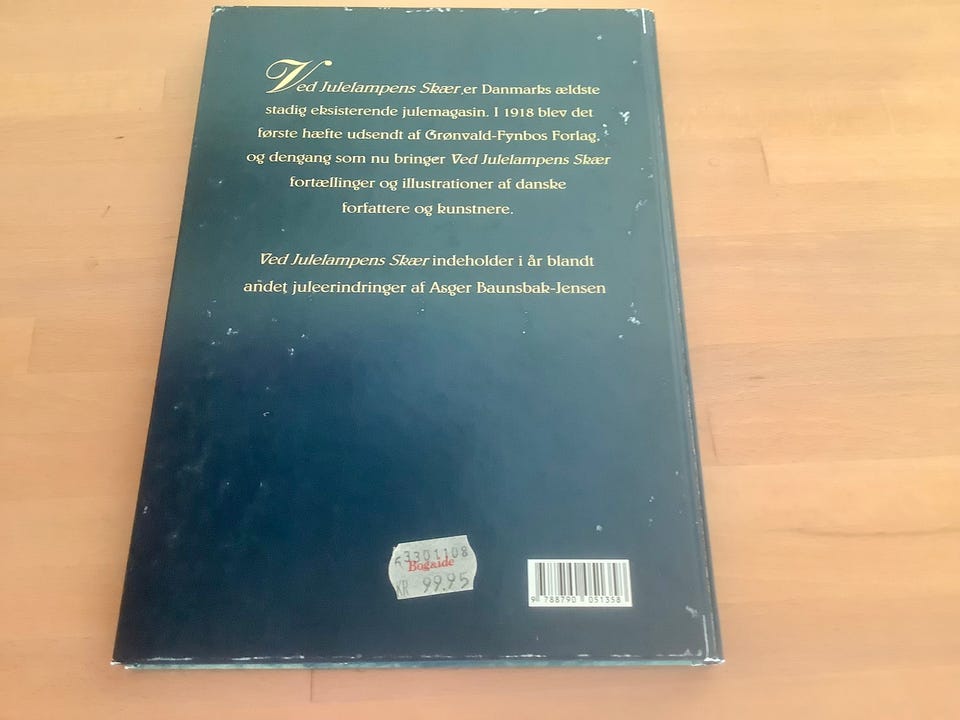 Ved Julelampens Skær er Danmarks ældste
stadig eksisterende julemagasin. I 1918 blev det
første hæfte udsendt af Grønvald-Fynbos Forlag,
og dengang som nu bringer Ved Julelampens Skær
fortællinger og illustrationer af danske
forfattere og kunstnere.
Ved Julelampens Skær indeholder i år blandt
andet juleerindringer af Asger Baunsbak-Jensen
63301108
Bogaide
KR 99.95
9 788790 051358